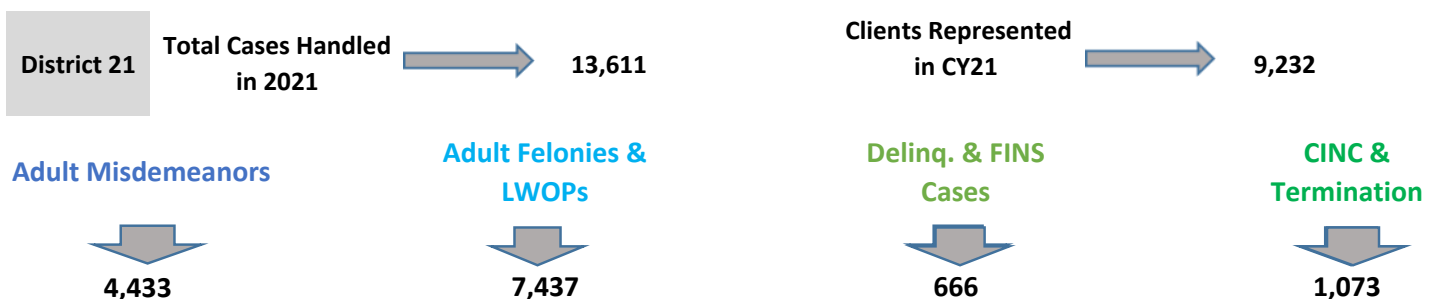 District 21
Total Cases Handled
in 2021
13,611
Clients Represented
in CY21
9,232
Adult Misdemeanors
4,433
Adult Felonies &
LWOPs
7,437
Delinq. & FINS
Cases
666
CINC &
Termination
1,073